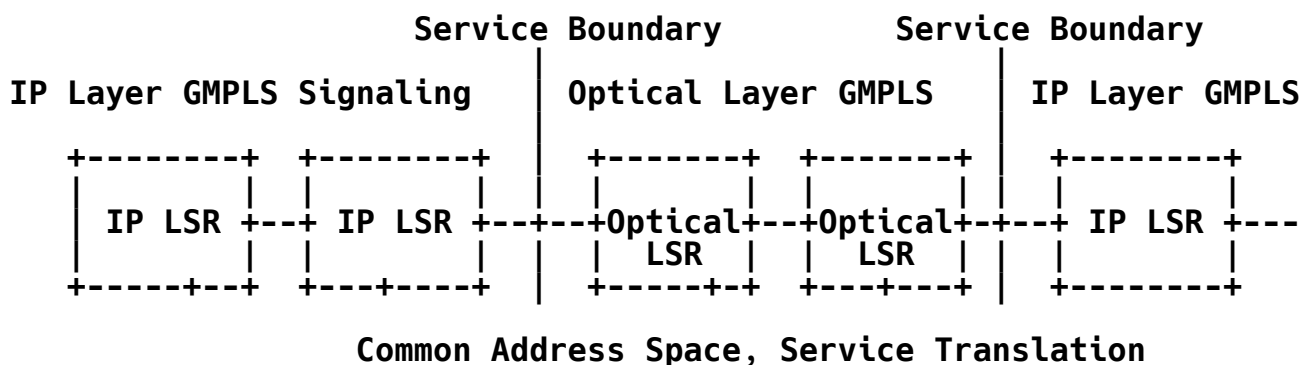 Service Boundary Service Boundary
IP Layer GMPLS Signaling Optical Layer GMPLS IP Layer GMPLS
IP LSR IP LSR Optical LSR Optical LSR IP LSR
Common Address Space, Service Translation